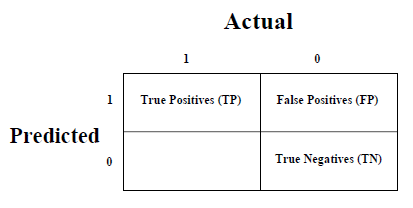 Actual
1 0
1 True Positives (TP) False Positives (FP)
Predicted
0 True Negatives (TN)